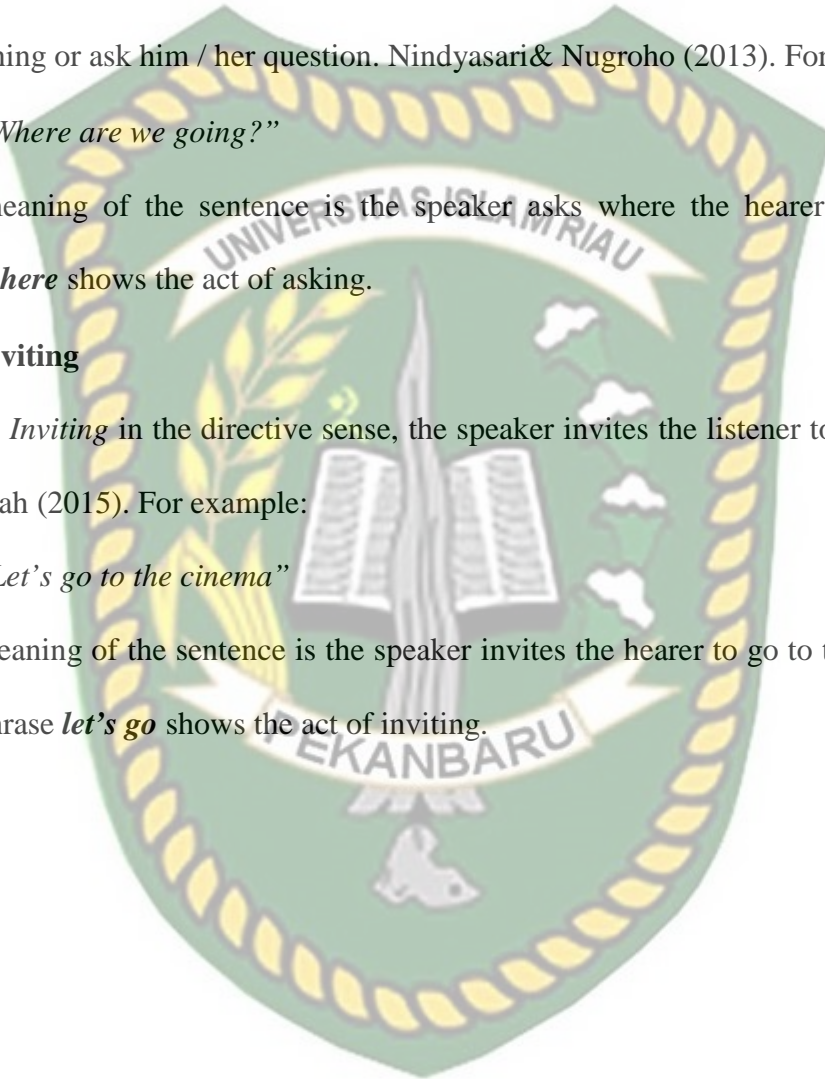 ning or ask him / her question. Nindyasari& Nugroho (2013). For
Where are we going?”
UNIVERSITAS ISLAM RIAU
eaning of the sentence is the speaker asks where the hearer
here shows the act of asking.
viting
Inviting in the directive sense, the speaker invites the listener to
ah (2015). For example:
Let’s go to the cinema”
eaning of the sentence is the speaker invites the hearer to go to t
hrase let’s go shows the act of inviting.
PEKANBARU